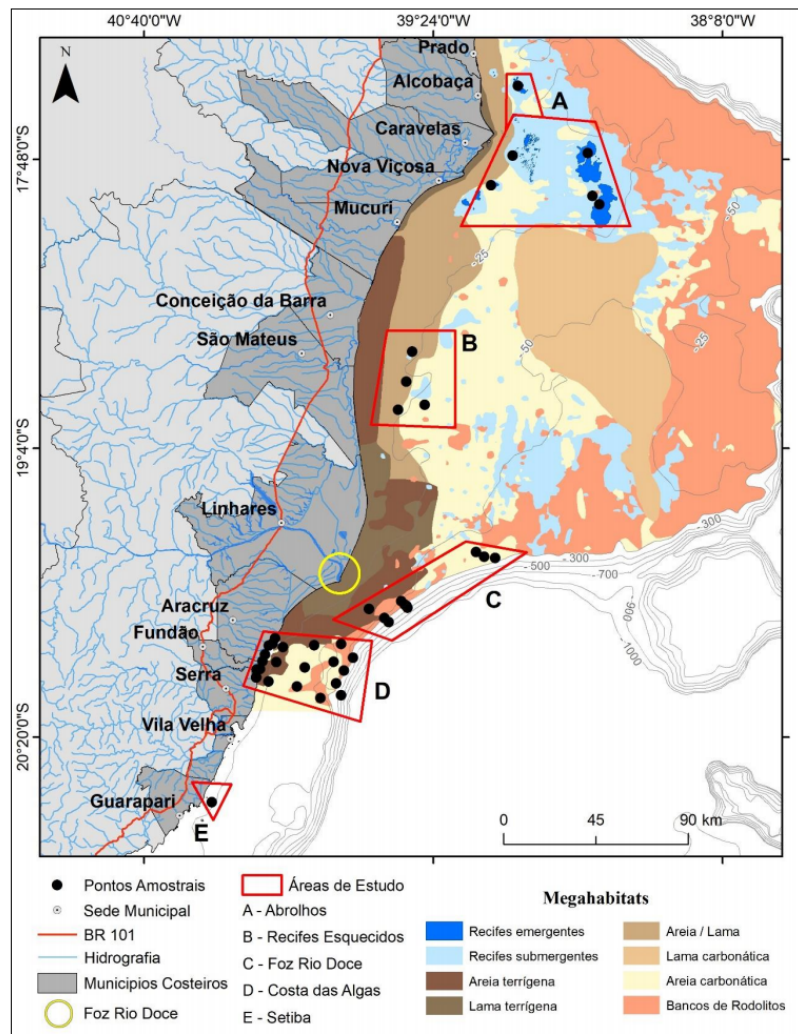 40°40'0"W
39°24'0"W
38°8'0"W
N
Prado
Alcobaça
A
Caravelas
17°48'0"S
Nova Viçosa
Mucuri
-50
-25
Conceição da Barra
-50
-25
São Mateus
B
19°4'0"S
Linhares
-300
-300
-500
-700
-900
-1000
C
Aracruz
Fundão
Serra
D
Vila Velha
20°20'0"S
Guarapari
E
0 45 90 km
Pontos Amostrais
Sede Municipal
BR 101
Hidrografia
Municipios Costeiros
Foz Rio Doce
Áreas de Estudo
A - Abrolhos
B - Recifes Esquecidos
C - Foz Rio Doce
D - Costa das Algas
E - Setiba
Megahabitats
Recifes emergentes
Recifes submergentes
Areia terrígena
Lama terrígena
Areia / Lama
Lama carbonática
Areia carbonática
Bancos de Rodolitos